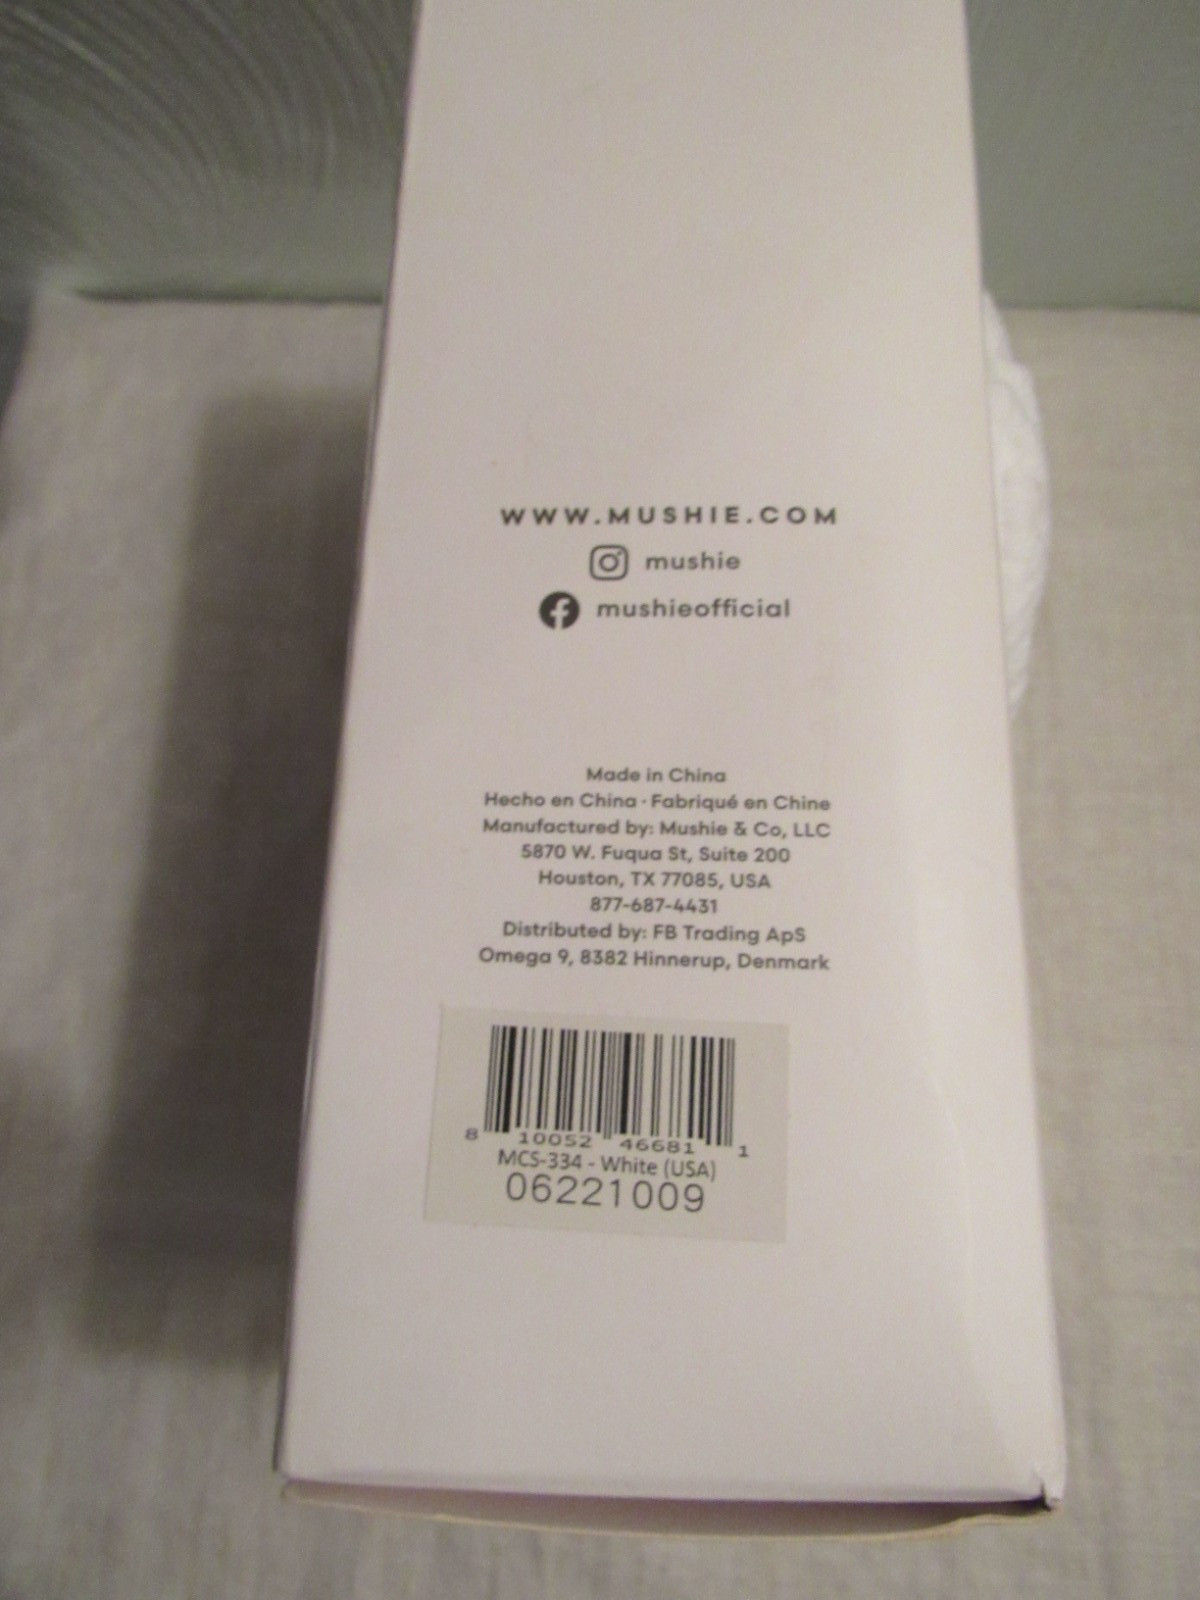 WWW.MUSHIE.COM
mushie
mushieofficial
Made in China
Hecho en China · Fabriqué en Chine
Manufactured by: Mushie & Co, LLC
5870 W. Fuqua St, Suite 200
Houston, TX 77085, USA
877-687-4431
Distributed by: FB Trading ApS
Omega 9, 8382 Hinnerup, Denmark
8 10052 46681 1
MCS-334 - White (USA)
06221009